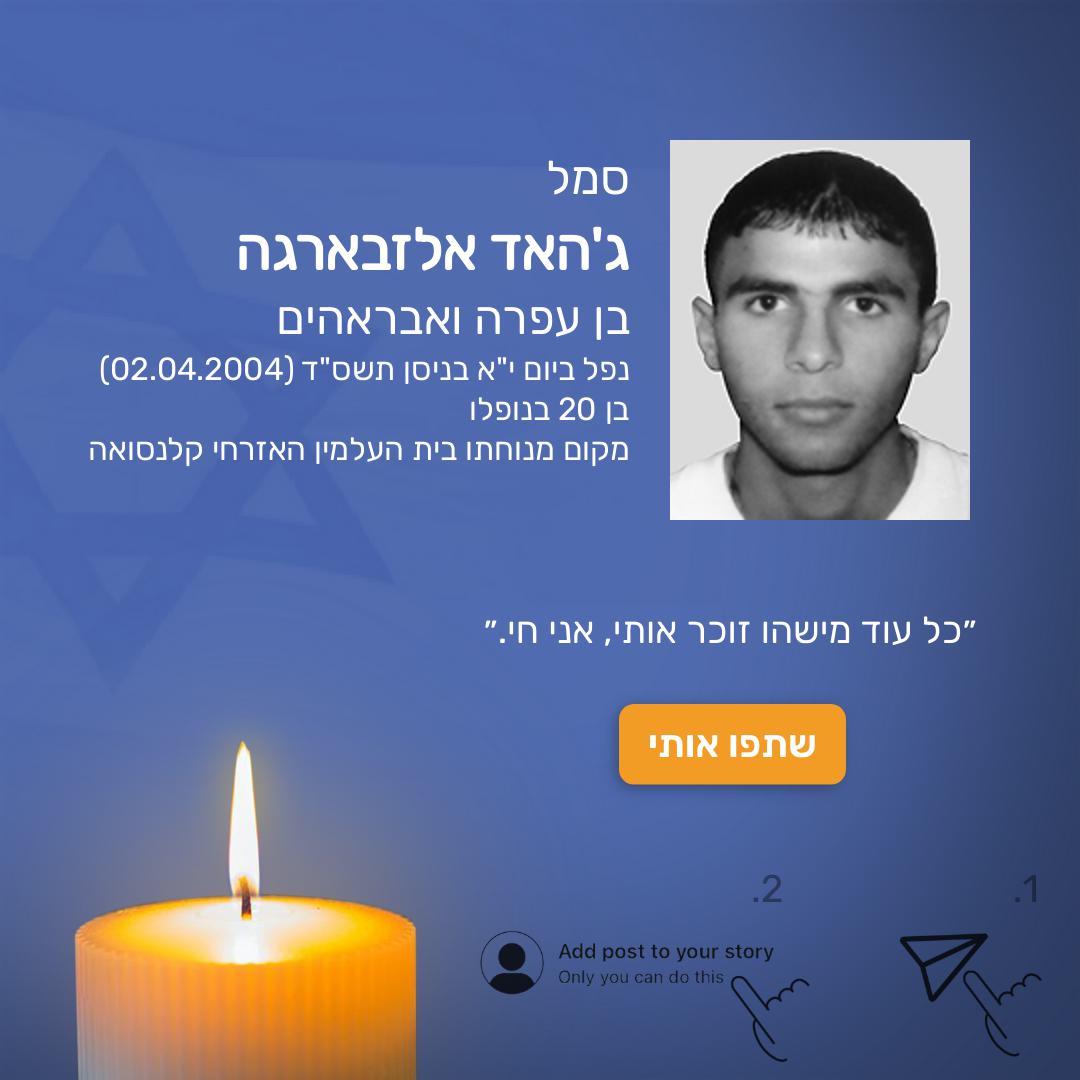 סמל
ג'האד אלזבארגה
בן עפרה ואבראהים
נפל ביום י"א בניסן תשס"ד (02.04.2004)
בן 20 בנופלו
מקום מנוחתו בית העלמין האזרחי קלנסואה
״כל עוד מישהו זוכר אותי, אני חי.״
שתפו אותי
1.
2.
Add post to your story
Only you can do this